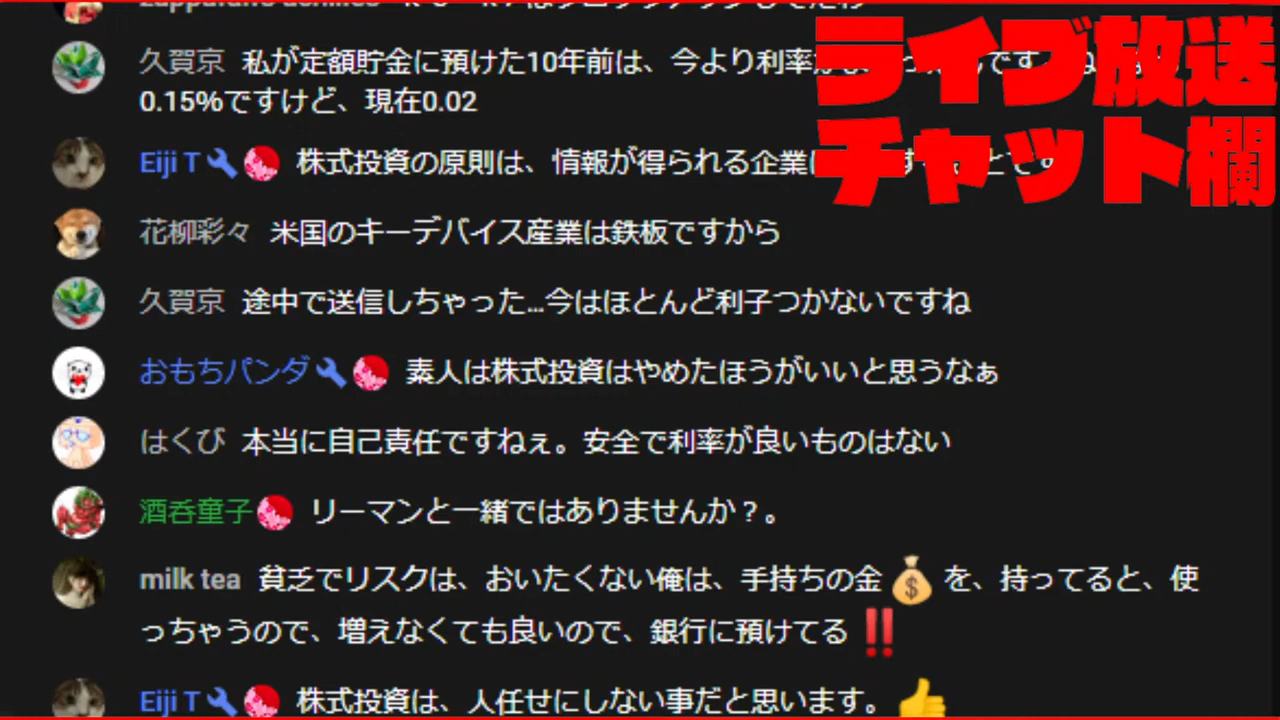 久賀京 私が定額貯金に預けた10年前は、今より利率が
0.15%ですけど、現在0.02
Eiji T 株式投資の原則は、情報が得られる企業に
花柳彩々 米国のキーデバイス産業は鉄板ですから
久賀京 途中で送信しちゃった…今はほとんど利子つかないですね
おもちパンダ 素人は株式投資はやめたほうがいいと思うなぁ
はくび 本当に自己責任ですねぇ。安全で利率が良いものはない
酒呑童子 リーマンと一緒ではありませんか？。
milk tea 貧乏でリスクは、おいたくない俺は、手持ちの金💰を、持ってると、使
っちゃうので、増えなくても良いので、銀行に預けてる‼
Eiji T 株式投資は、人任せにしない事だと思います。👍
ライブ放送
チャット欄